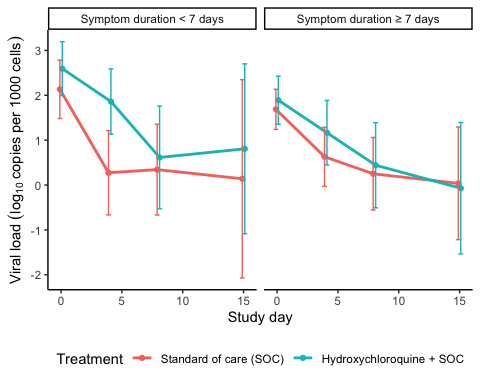 Symptom duration < 7 days
Symptom duration ≥ 7 days
Viral load (log₁₀ copies per 1000 cells)
3
2
1
0
-1
-2
0 5 10 15
0 5 10 15
Study day
Treatment Standard of care (SOC) Hydroxychloroquine + SOC